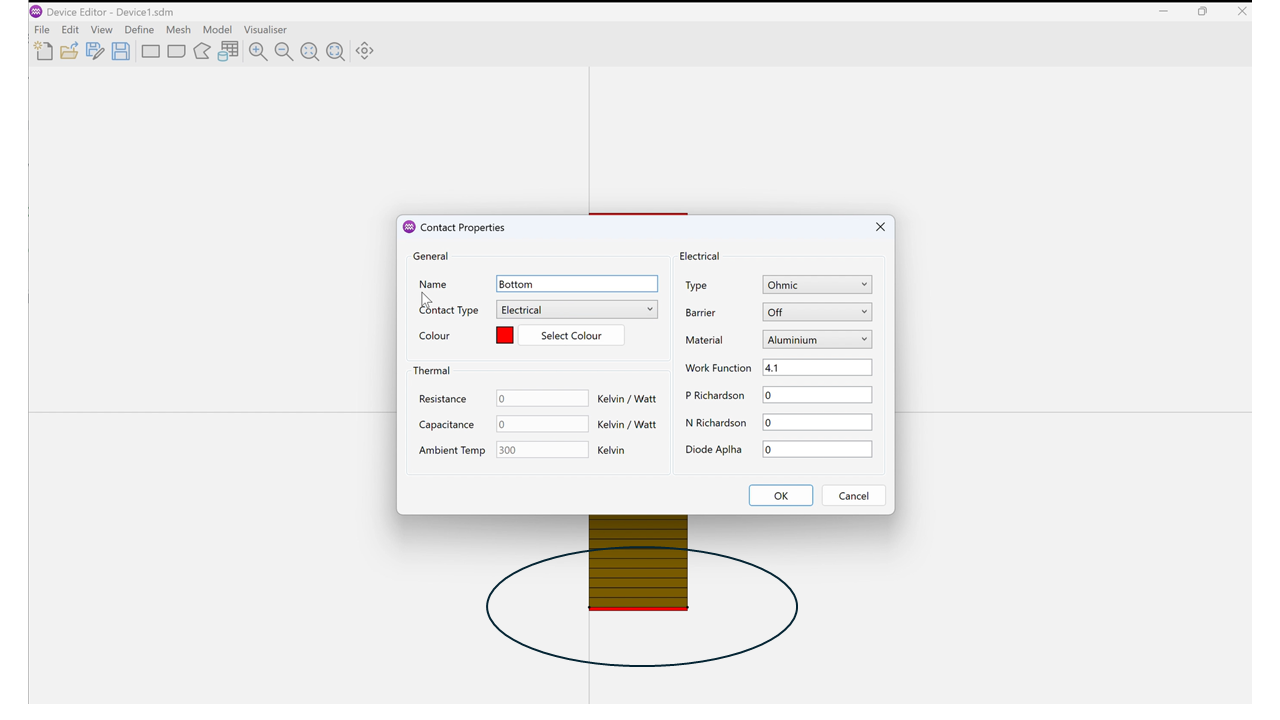 Device Editor - Device1.sdm
File Edit View Define Mesh Model Visualiser
Contact Properties
General
Name Bottom
Contact Type Electrical
Colour Select Colour
Thermal
Resistance 0 Kelvin / Watt
Capacitance 0 Kelvin / Watt
Ambient Temp 300 Kelvin
Electrical
Type Ohmic
Barrier Off
Material Aluminium
Work Function 4.1
P Richardson 0
N Richardson 0
Diode Aplha 0
OK Cancel